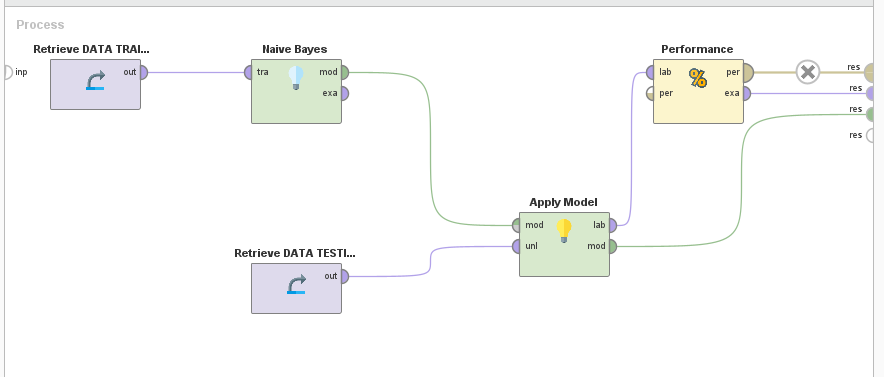 Process
Retrieve DATA TRAI...
Naive Bayes
Performance
inp
out
tra
mod
exa
lab
per
per
exa
res
res
res
res
Apply Model
mod
lab
unl
mod
Retrieve DATA TESTI...
out